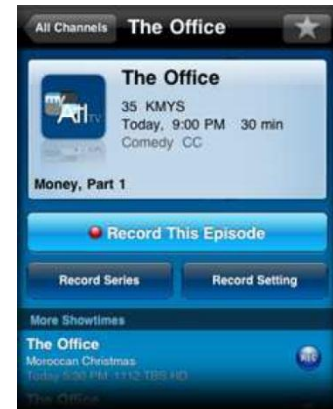 All Channels The Office
The Office
35 KMYS
Today, 9:00 PM 30 min
Comedy CC
Money, Part 1
Record This Episode
Record Series Record Setting
More Showtimes
The Office
Moroccan Christmas
Today 5:30 PM 1112 TBS HD
The Office